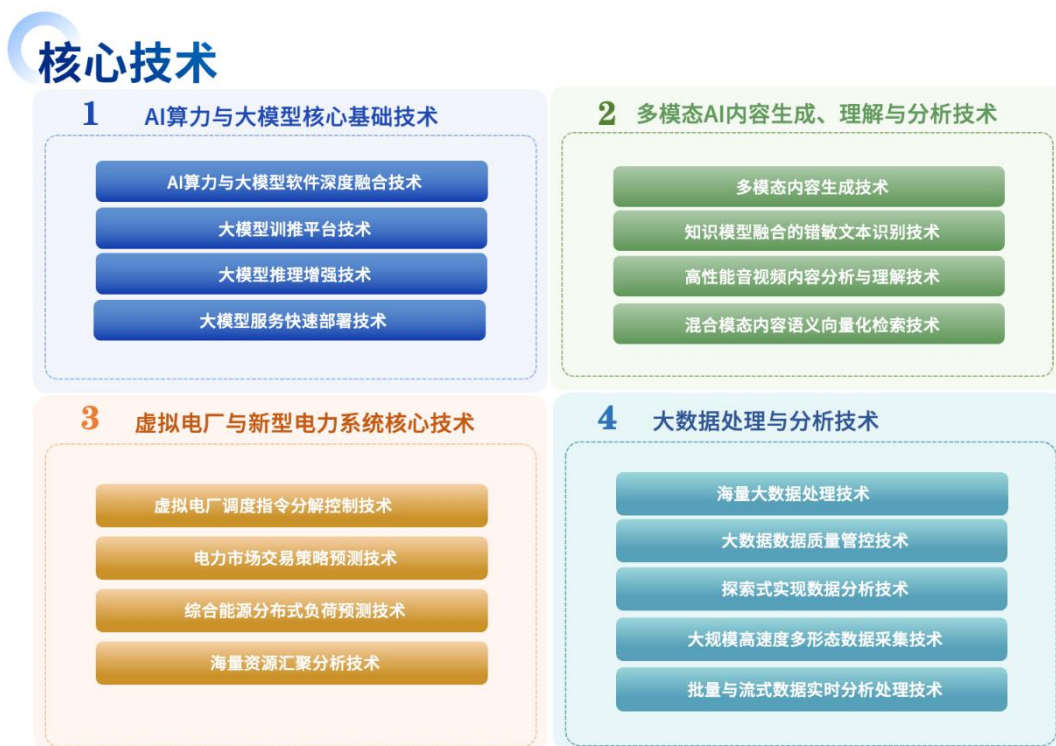 核心技术
1 AI算力与大模型核心基础技术
AI算力与大模型软件深度融合技术
大模型训推平台技术
大模型推理增强技术
大模型服务快速部署技术
2 多模态AI内容生成、理解与分析技术
多模态内容生成技术
知识模型融合的错敏文本识别技术
高性能音视频内容分析与理解技术
混合模态内容语义向量化检索技术
3 虚拟电厂与新型电力系统核心技术
虚拟电厂调度指令分解控制技术
电力市场交易策略预测技术
综合能源分布式负荷预测技术
海量资源汇聚分析技术
4 大数据处理与分析技术
海量大数据处理技术
大数据数据质量管控技术
探索式实现数据分析技术
大规模高速度多形态数据采集技术
批量与流式数据实时分析处理技术